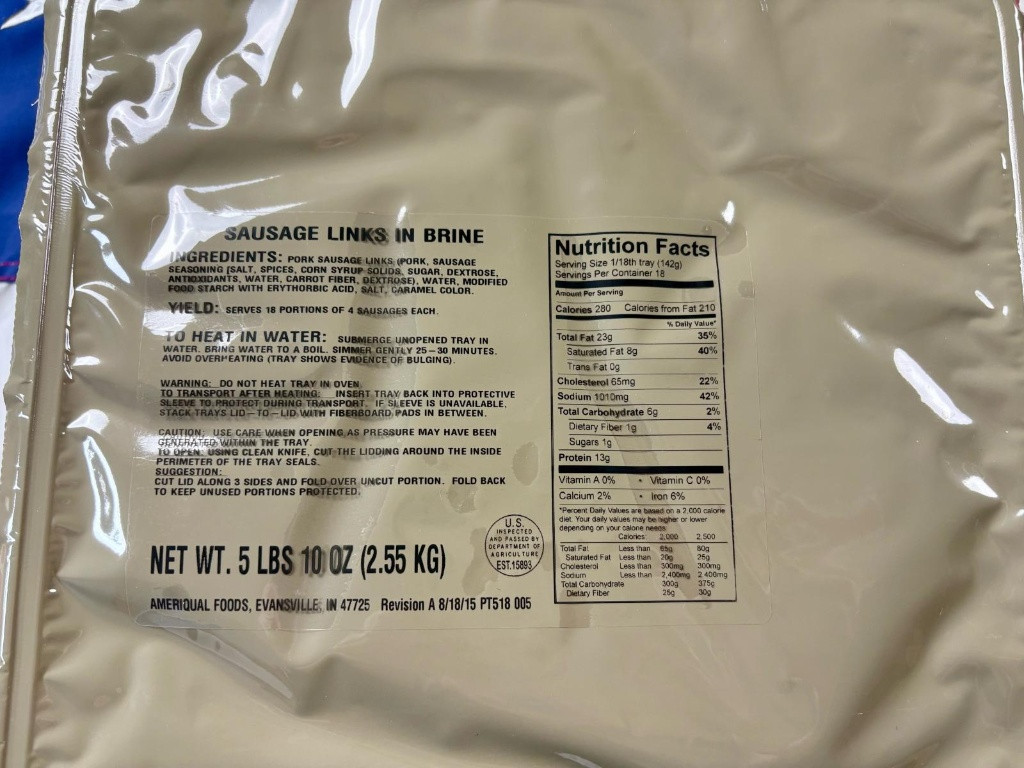 SAUSAGE LINKS IN BRINE
INGREDIENTS: PORK SAUSAGE LINKS (PORK, SAUSAGE
SEASONING [SALT, SPICES, CORN SYRUP SOLIDS, SUGAR, DEXTROSE,
ANTIOXIDANTS, WATER, CARROT FIBER, DEXTROSE), WATER, MODIFIED
FOOD STARCH WITH ERYTHORBIC ACID, SALT, CARAMEL COLOR.
YIELD: SERVES 18 PORTIONS OF 4 SAUSAGES EACH.
TO HEAT IN WATER: SUBMERGE UNOPENED TRAY IN
WATER. BRING WATER TO A BOIL. SIMMER GENTLY 25-30 MINUTES.
AVOID OVERHEATING (TRAY SHOWS EVIDENCE OF BULGING).
WARNING: DO NOT HEAT TRAY IN OVEN.
TO TRANSPORT AFTER HEATING: INSERT TRAY BACK INTO PROTECTIVE
SLEEVE TO PROTECT DURING TRANSPORT. IF SLEEVE IS UNAVAILABLE,
STACK TRAYS LID-TO-LID WITH FIBERBOARD PADS IN BETWEEN.
CAUTION: USE CARE WHEN OPENING AS PRESSURE MAY HAVE BEEN
GENERATED WITHIN THE TRAY.
TO OPEN: USING CLEAN KNIFE, CUT THE LIDDING AROUND THE INSIDE
PERIMETER OF THE TRAY SEALS.
SUGGESTION:
CUT LID ALONG 3 SIDES AND FOLD OVER UNCUT PORTION. FOLD BACK
TO KEEP UNUSED PORTIONS PROTECTED.
NET WT. 5 LBS 10 OZ (2.55 KG)
AMERIQUAL FOODS, EVANSVILLE, IN 47725 Revision A 8/18/15 PT518 005
U.S.
INSPECTED
AND PASSED BY
DEPARTMENT OF
AGRICULTURE
EST.15893
Nutrition Facts
Serving Size 1/18th tray (142g)
Servings Per Container 18
Amount Per Serving
Calories 280 Calories from Fat 210
% Daily Value*
Total Fat 23g 35%
Saturated Fat 8g 40%
Trans Fat 0g
Cholesterol 65mg 22%
Sodium 1010mg 42%
Total Carbohydrate 6g 2%
Dietary Fiber 1g 4%
Sugars 1g
Protein 13g
Vitamin A 0% • Vitamin C 0%
Calcium 2% • Iron 6%
*Percent Daily Values are based on a 2,000 calorie
diet. Your daily values may be higher or lower
depending on your calorie needs:
Calories: 2,000 2,500
Total Fat Less than 65g 80g
Saturated Fat Less than 20g 25g
Cholesterol Less than 300mg 300mg
Sodium Less than 2,400mg 2,400mg
Total Carbohydrate 300g 375g
Dietary Fiber 25g 30g